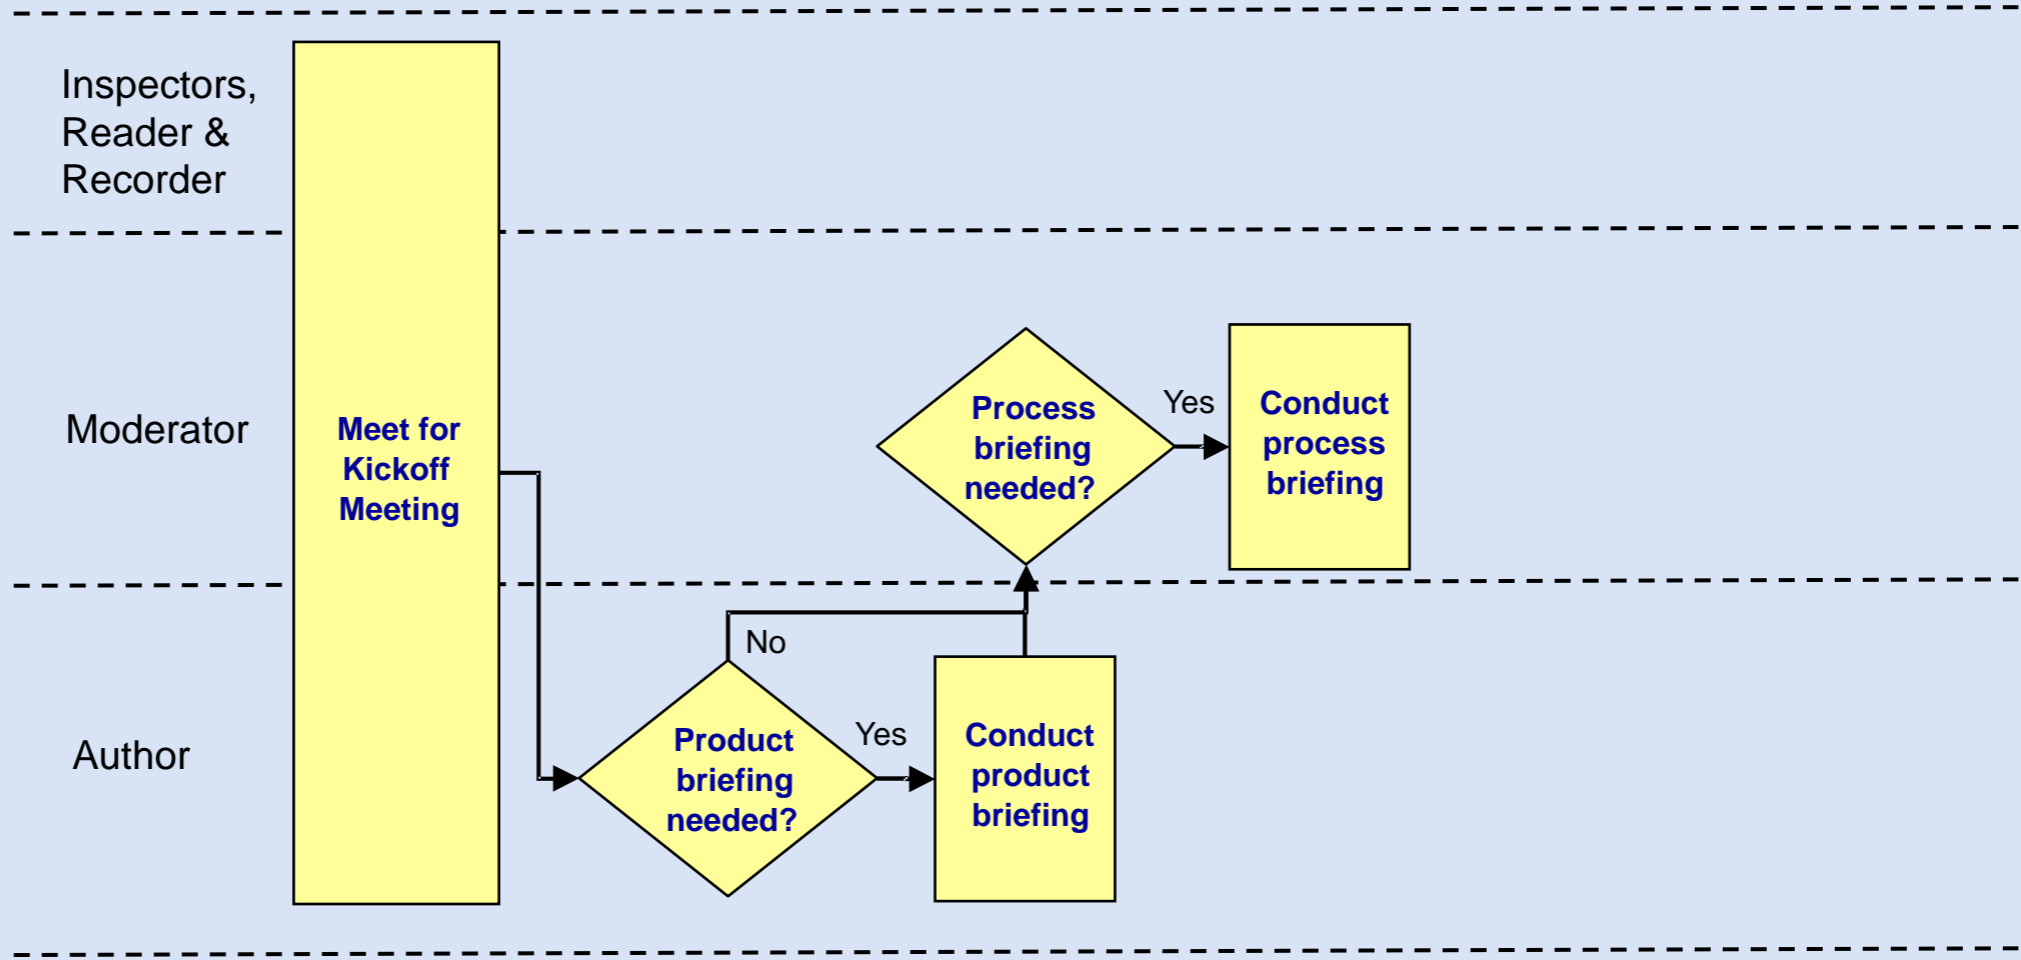 Inspectors,
Reader &
Recorder
Moderator
Meet for
Kickoff
Meeting
Process
briefing
needed?
Yes
Conduct
process
briefing
Author
No
Product
briefing
needed?
Yes
Conduct
product
briefing